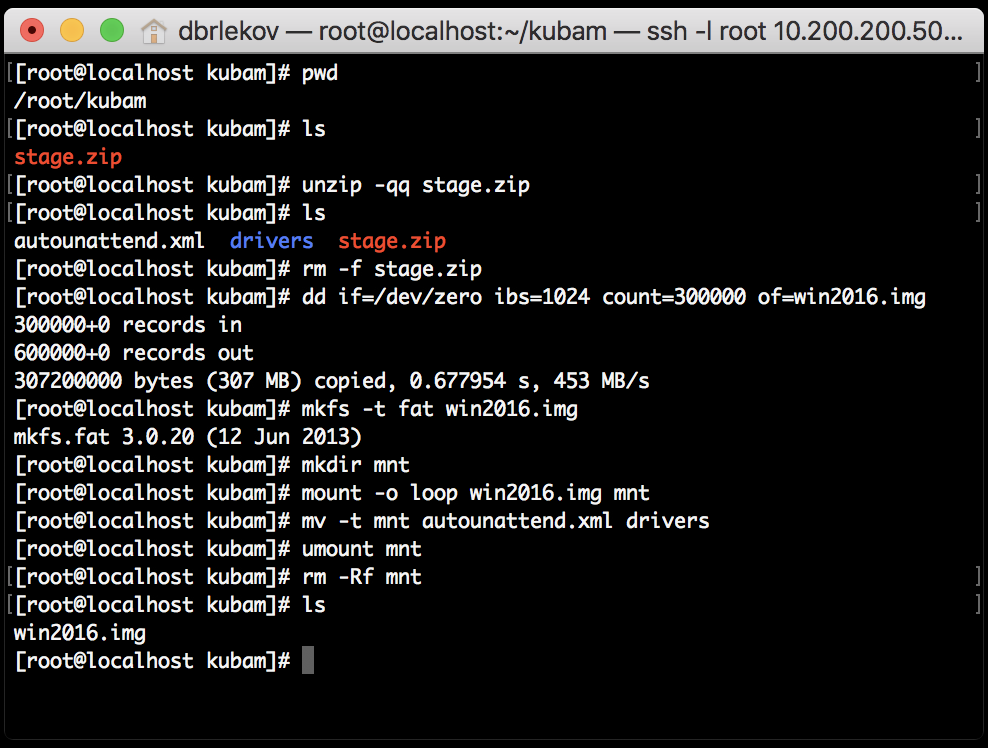 dbrlekov — root@localhost:~/kubam — ssh -l root 10.200.200.50...
[[root@localhost kubam]# pwd ]
/root/kubam
[[root@localhost kubam]# ls ]
stage.zip
[[root@localhost kubam]# unzip -qq stage.zip ]
[[root@localhost kubam]# ls ]
autounattend.xml  drivers  stage.zip
[root@localhost kubam]# rm -f stage.zip
[root@localhost kubam]# dd if=/dev/zero ibs=1024 count=300000 of=win2016.img
300000+0 records in
600000+0 records out
307200000 bytes (307 MB) copied, 0.677954 s, 453 MB/s
[root@localhost kubam]# mkfs -t fat win2016.img
mkfs.fat 3.0.20 (12 Jun 2013)
[root@localhost kubam]# mkdir mnt
[root@localhost kubam]# mount -o loop win2016.img mnt
[root@localhost kubam]# mv -t mnt autounattend.xml drivers
[root@localhost kubam]# umount mnt
[[root@localhost kubam]# rm -Rf mnt ]
[[root@localhost kubam]# ls ]
win2016.img
[root@localhost kubam]#